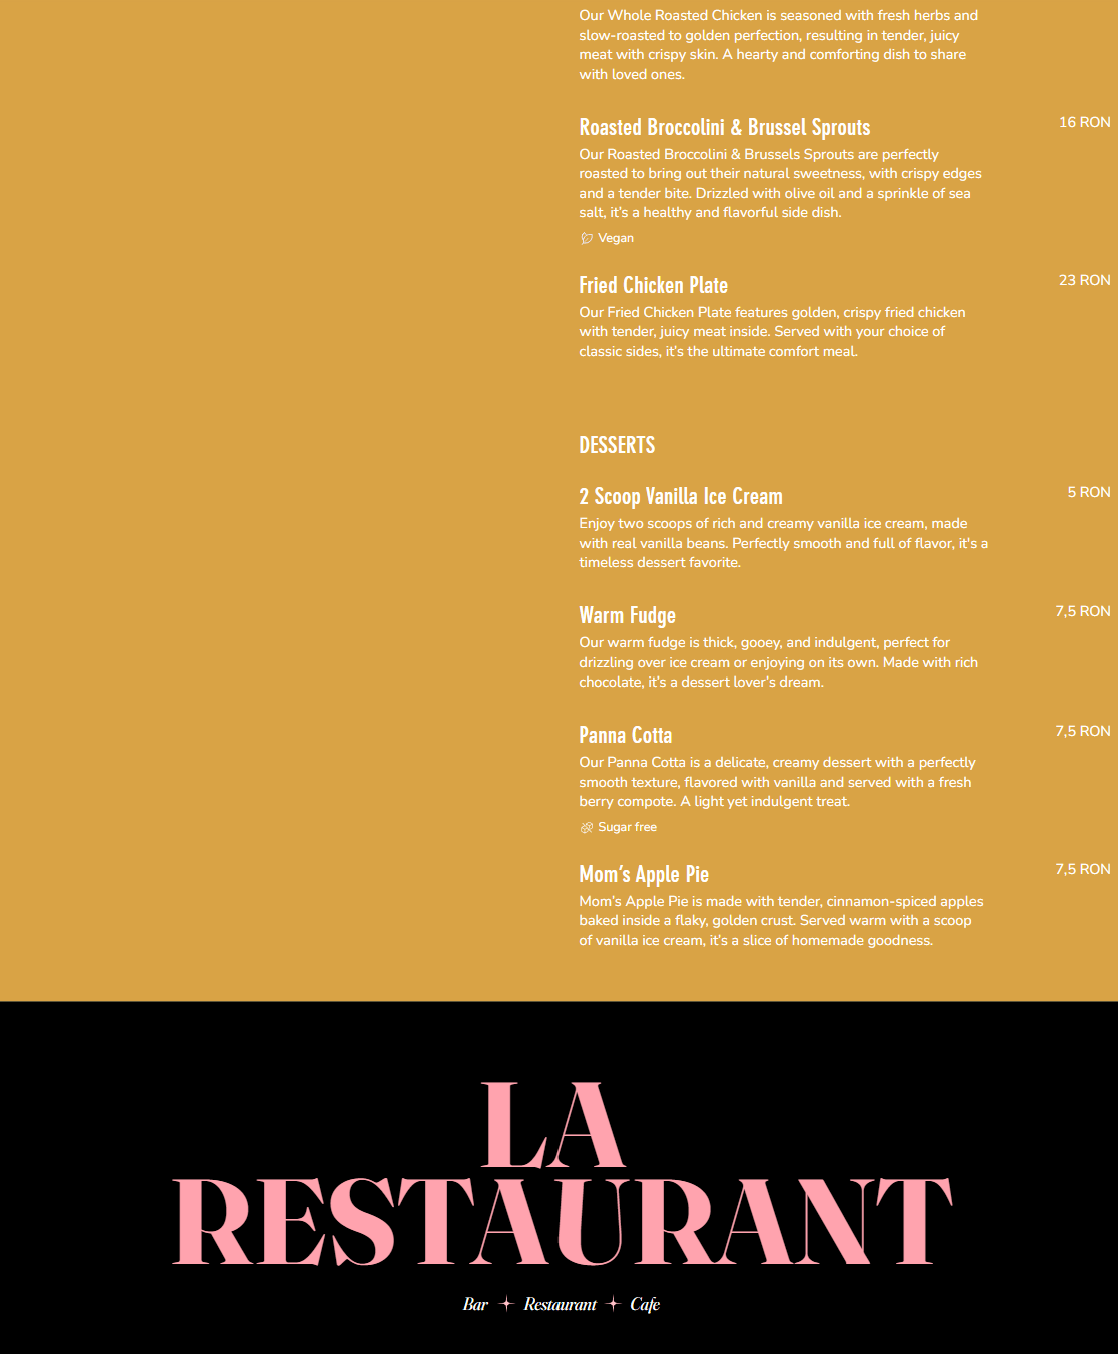 Our Whole Roasted Chicken is seasoned with fresh herbs and
slow-roasted to golden perfection, resulting in tender, juicy
meat with crispy skin. A hearty and comforting dish to share
with loved ones.
Roasted Broccolini & Brussel Sprouts
16 RON
Our Roasted Broccolini & Brussels Sprouts are perfectly
roasted to bring out their natural sweetness, with crispy edges
and a tender bite. Drizzled with olive oil and a sprinkle of sea
salt, it's a healthy and flavorful side dish.
Vegan
Fried Chicken Plate
23 RON
Our Fried Chicken Plate features golden, crispy fried chicken
with tender, juicy meat inside. Served with your choice of
classic sides, it's the ultimate comfort meal.
DESSERTS
2 Scoop Vanilla Ice Cream
5 RON
Enjoy two scoops of rich and creamy vanilla ice cream, made
with real vanilla beans. Perfectly smooth and full of flavor, it's a
timeless dessert favorite.
Warm Fudge
7,5 RON
Our warm fudge is thick, gooey, and indulgent, perfect for
drizzling over ice cream or enjoying on its own. Made with rich
chocolate, it's a dessert lover's dream.
Panna Cotta
7,5 RON
Our Panna Cotta is a delicate, creamy dessert with a perfectly
smooth texture, flavored with vanilla and served with a fresh
berry compote. A light yet indulgent treat.
Sugar free
Mom's Apple Pie
7,5 RON
Mom's Apple Pie is made with tender, cinnamon-spiced apples
baked inside a flaky, golden crust. Served warm with a scoop
of vanilla ice cream, it's a slice of homemade goodness.
LA
RESTAURANT
Bar Restaurant Cafe